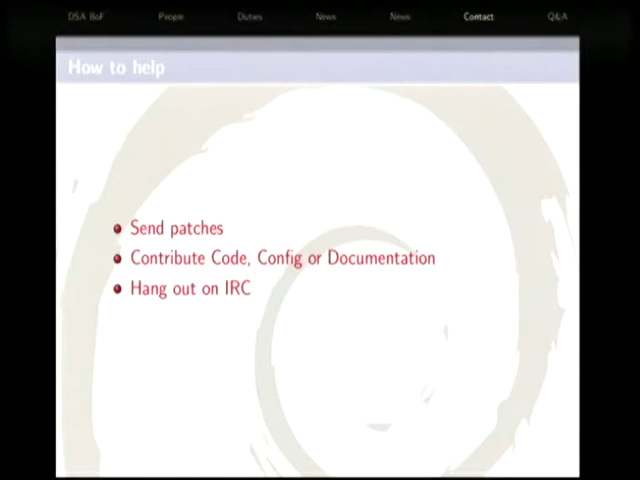 DSA BoF People Duties News News Contact Q&A
How to help
Send patches
Contribute Code, Config or Documentation
Hang out on IRC